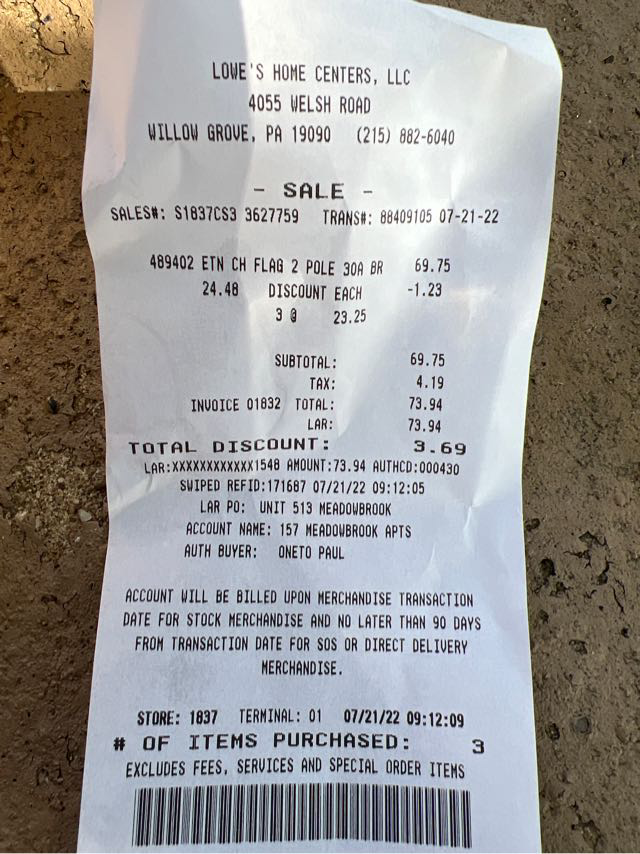 LOWE'S HOME CENTERS, LLC
4055 WELSH ROAD
WILLOW GROVE, PA 19090 (215) 882-6040
- SALE -
SALES#: S1837CS3 3627759 TRANS#: 88409105 07-21-22
489402 ETN CH FLAG 2 POLE 30A BR 69.75
24.48 DISCOUNT EACH -1.23
3 @ 23.25
SUBTOTAL: 69.75
TAX: 4.19
INVOICE 01832 TOTAL: 73.94
LAR: 73.94
TOTAL DISCOUNT: 3.69
LAR:XXXXXXXXXXXX1548 AMOUNT:73.94 AUTHCD:000430
SWIPED REFID:171687 07/21/22 09:12:05
LAR PO: UNIT 513 MEADOWBROOK
ACCOUNT NAME: 157 MEADOWBROOK APTS
AUTH BUYER: ONETO PAUL
ACCOUNT WILL BE BILLED UPON MERCHANDISE TRANSACTION
DATE FOR STOCK MERCHANDISE AND NO LATER THAN 90 DAYS
FROM TRANSACTION DATE FOR SOS OR DIRECT DELIVERY
MERCHANDISE.
STORE: 1837 TERMINAL: 01 07/21/22 09:12:09
# OF ITEMS PURCHASED: 3
EXCLUDES FEES, SERVICES AND SPECIAL ORDER ITEMS